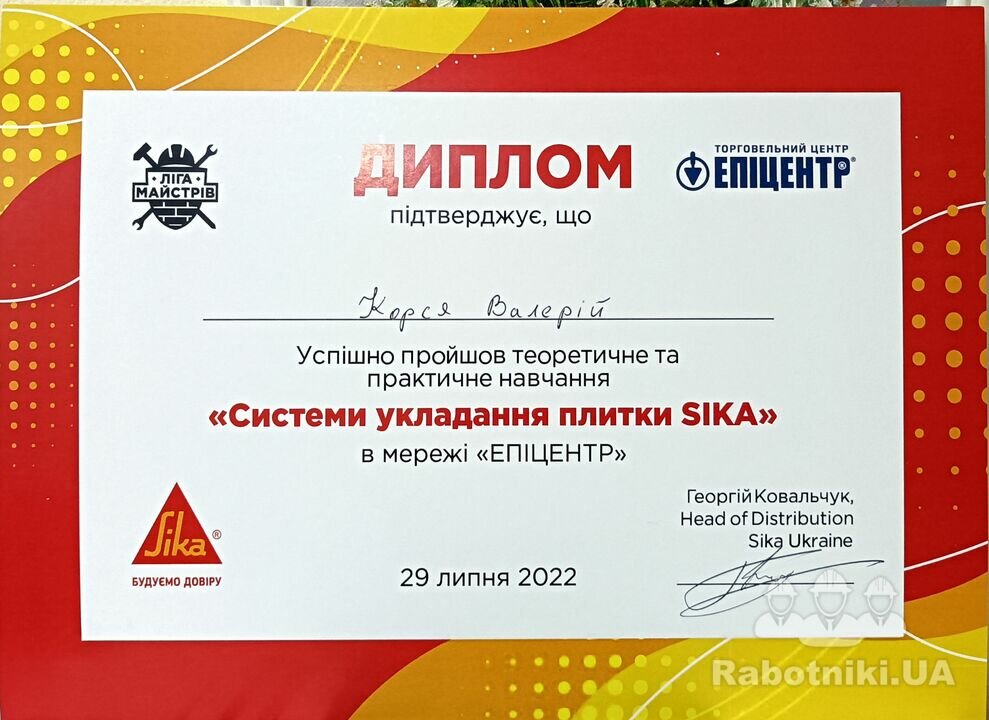 ЛІГА
МАЙСТРІВ
ДИПЛОМ
ТОРГОВЕЛЬНИЙ ЦЕНТР
ЕПІЦЕНТР®
підтверджує, що
Корся Валерій
Успішно пройшов теоретичне та
практичне навчання
«Системи укладання плитки SIKA»
в мережі «ЕПІЦЕНТР»
Георгій Ковальчук,
Head of Distribution
Sika Ukraine
Sika®
БУДУЄМО ДОВІРУ
29 липня 2022
Rabotniki.UA